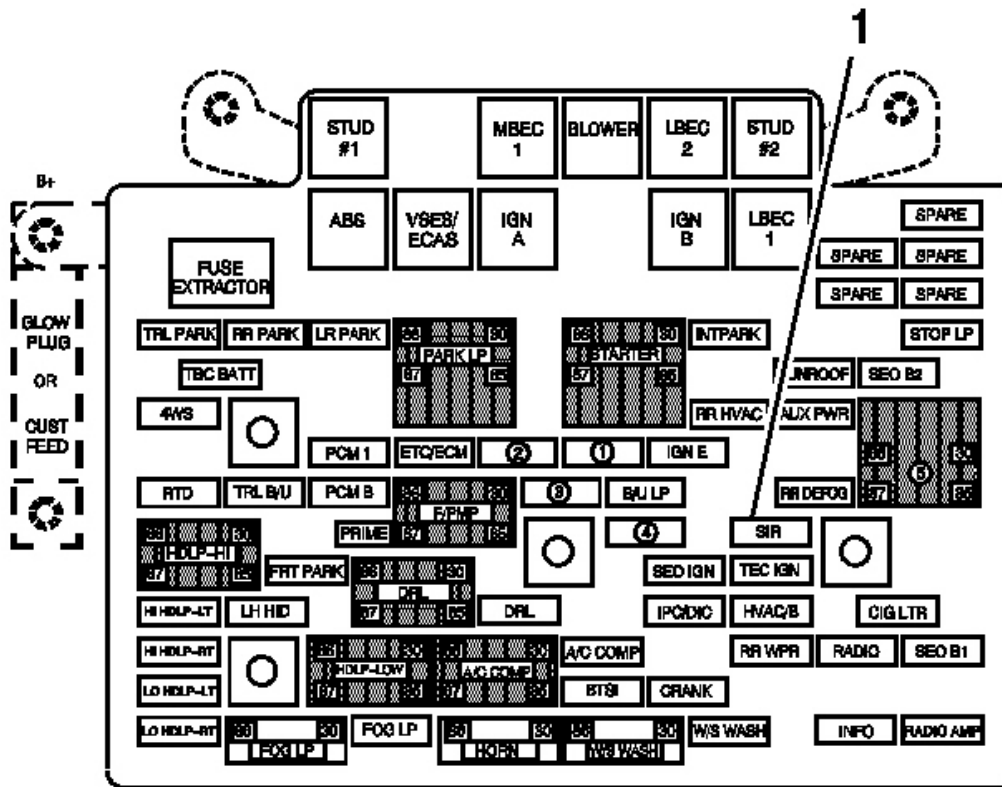 1
STUD #1
MBEC 1
BLOWER
LBEC 2
STUD #2
B+
ABS
VSES/ ECAS
IGN A
IGN B
LBEC 1
SPARE
FUSE EXTRACTOR
SPARE SPARE
SPARE SPARE
GLOW PLUG OR CUST FEED
TRL PARK RR PARK LR PARK
86 30
PARK LP
87 85
86 30
STARTER
87 85
INTPARK
STOP LP
TBC BATT
UNROOF SEO B2
4WS
RR HVAC AUX PWR
PCM 1 ETC/ECM ② ① IGN E
86 30
⑤
87 85
RTD TRL B/U PCM B
86 30
F/PMP
87 85
③ B/U LP
RR DEFOG
PRIME
④ SIR
86 30
HDLP-HI
87 85
FRT PARK
86 30
DRL
87 85
SEO IGN TEC IGN
HI HDLP-LT LH HID DRL IPC/DIC HVAC/B CIG LTR
HI HDLP-RT
86 30
HDLP-LOW
87 85
86 30
A/C COMP
87 85
A/C COMP RR WPR RADIO SEO B1
LO HDLP-LT BTSI CRANK
LO HDLP-RT
86 30
FOG LP
FOG LP
86 30
HORN
86 30
W/S WASH
W/S WASH INFO RADIO AMP